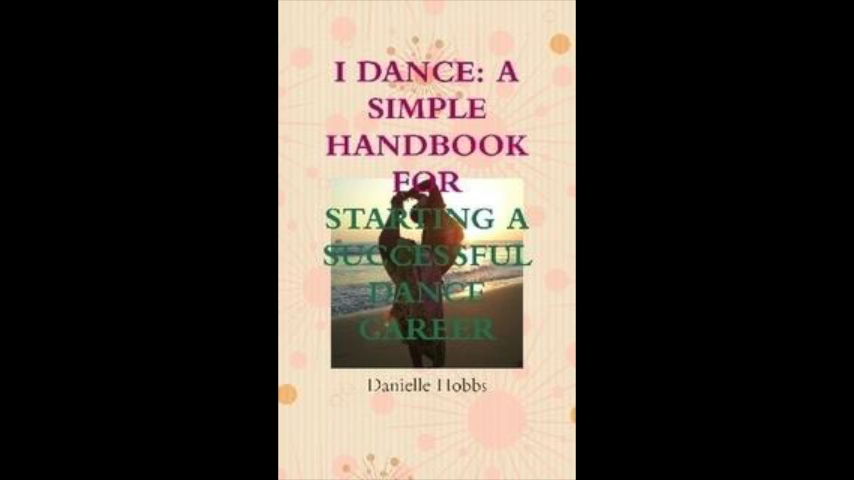 I DANCE: A
SIMPLE
HANDBOOK
FOR
STARTING A
SUCCESSFUL
DANCE
CAREER
Danielle Hobbs